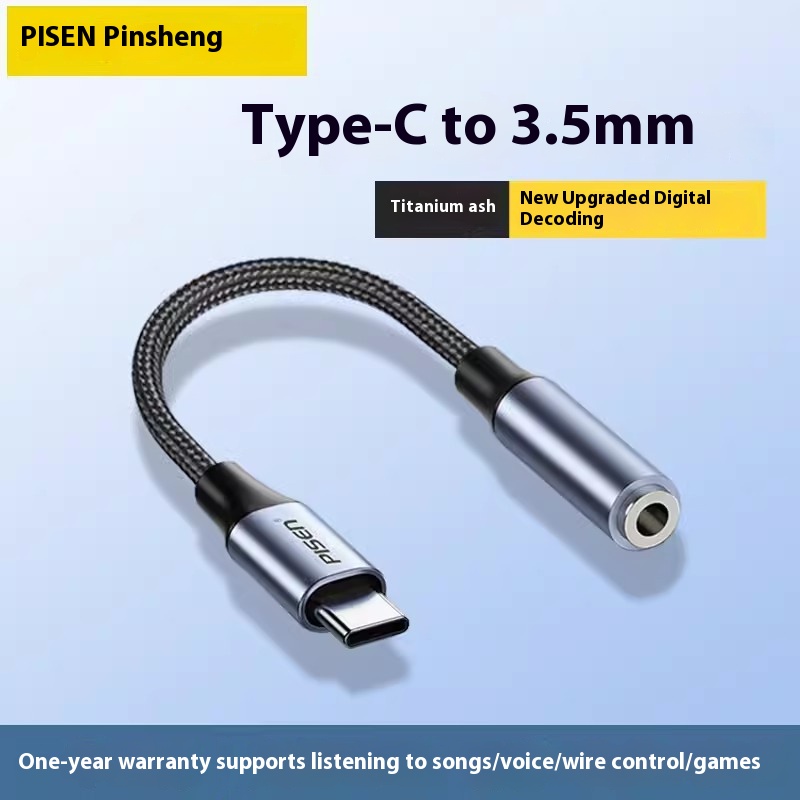 PISEN Pinsheng
Type-C to 3.5mm
Titanium ash
New Upgraded Digital
Decoding
PISEN
One-year warranty supports listening to songs/voice/wire control/games